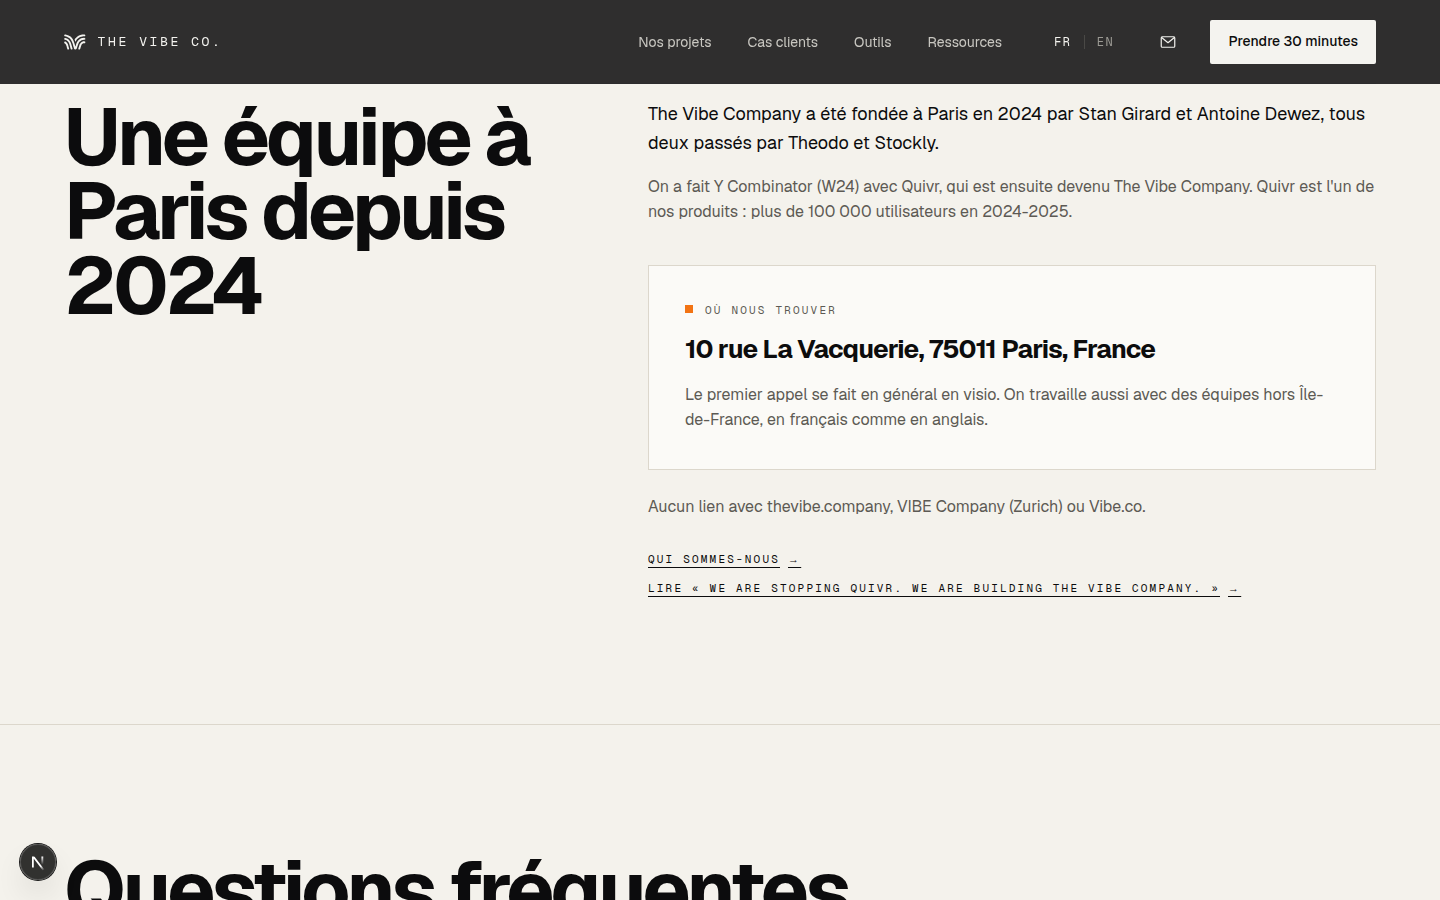 THE VIBE CO.
Nos projets
Cas clients
Outils
Ressources
FR
EN
Prendre 30 minutes
Une équipe à
Paris depuis
2024
The Vibe Company a été fondée à Paris en 2024 par Stan Girard et Antoine Dewez, tous
deux passés par Theodo et Stockly.
On a fait Y Combinator (W24) avec Quivr, qui est ensuite devenu The Vibe Company. Quivr est l'un de
nos produits : plus de 100 000 utilisateurs en 2024-2025.
OÙ NOUS TROUVER
10 rue La Vacquerie, 75011 Paris, France
Le premier appel se fait en général en visio. On travaille aussi avec des équipes hors Île-
de-France, en français comme en anglais.
Aucun lien avec thevibe.company, VIBE Company (Zurich) ou Vibe.co.
QUI SOMMES-NOUS →
LIRE « WE ARE STOPPING QUIVR. WE ARE BUILDING THE VIBE COMPANY. » →
N
Questions fréquentes